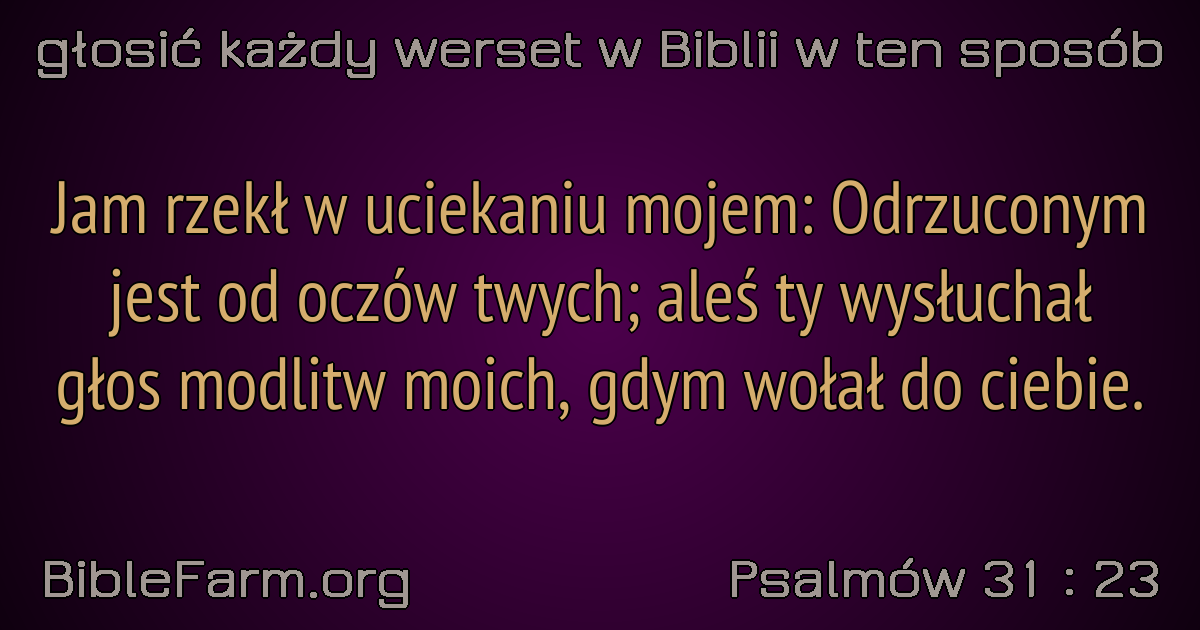 głosić każdy werset w Biblii w ten sposób
Jam rzekł w uciekaniu mojem: Odrzuconym
jest od oczów twych; aleś ty wysłuchał
głos modlitw moich, gdym wołał do ciebie.
BibleFarm.org
Psalmów 31 : 23